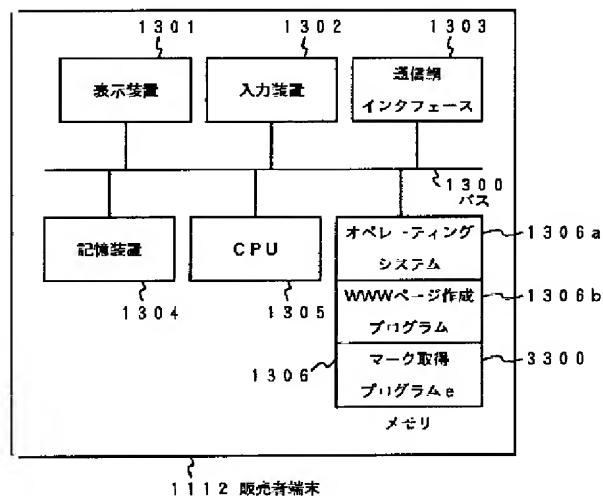 1301
1302
1303
表示装置
入力装置
通信網
インタフェース
1300
バス
記憶装置
CPU
オペレーティング
システム
1306a
WWWページ作成
プログラム
1306b
マーク取得
プログラムe
3300
1304
1305
1306
メモリ
1112 販売者端末